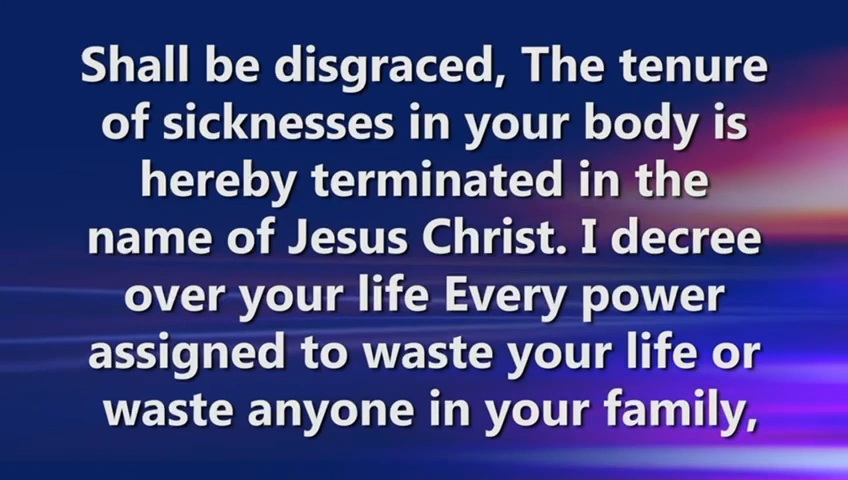 Shall be disgraced, The tenure
of sicknesses in your body is
hereby terminated in the
name of Jesus Christ. I decree
over your life Every power
assigned to waste your life or
waste anyone in your family,